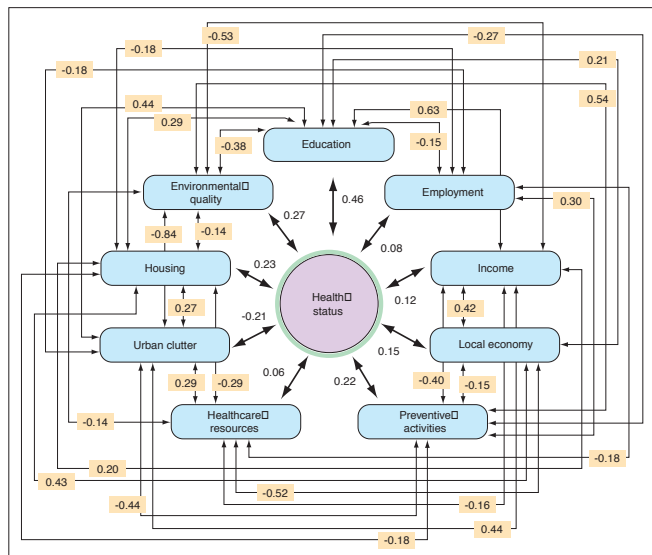 -0.53
-0.27
-0.18
0.21
-0.18
0.54
0.44
0.63
0.29
-0.15
-0.38
Education
Environmental□
quality
Employment
0.46
0.30
0.27
-0.84
-0.14
0.08
Housing
0.23
Health□
status
Income
0.12
0.27
0.42
-0.21
Urban clutter
Local economy
0.15
0.06
0.22
0.29
-0.29
-0.40
-0.15
Healthcare□
resources
Preventive□
activities
-0.14
-0.18
0.20
0.43
-0.52
-0.16
-0.44
0.44
-0.18